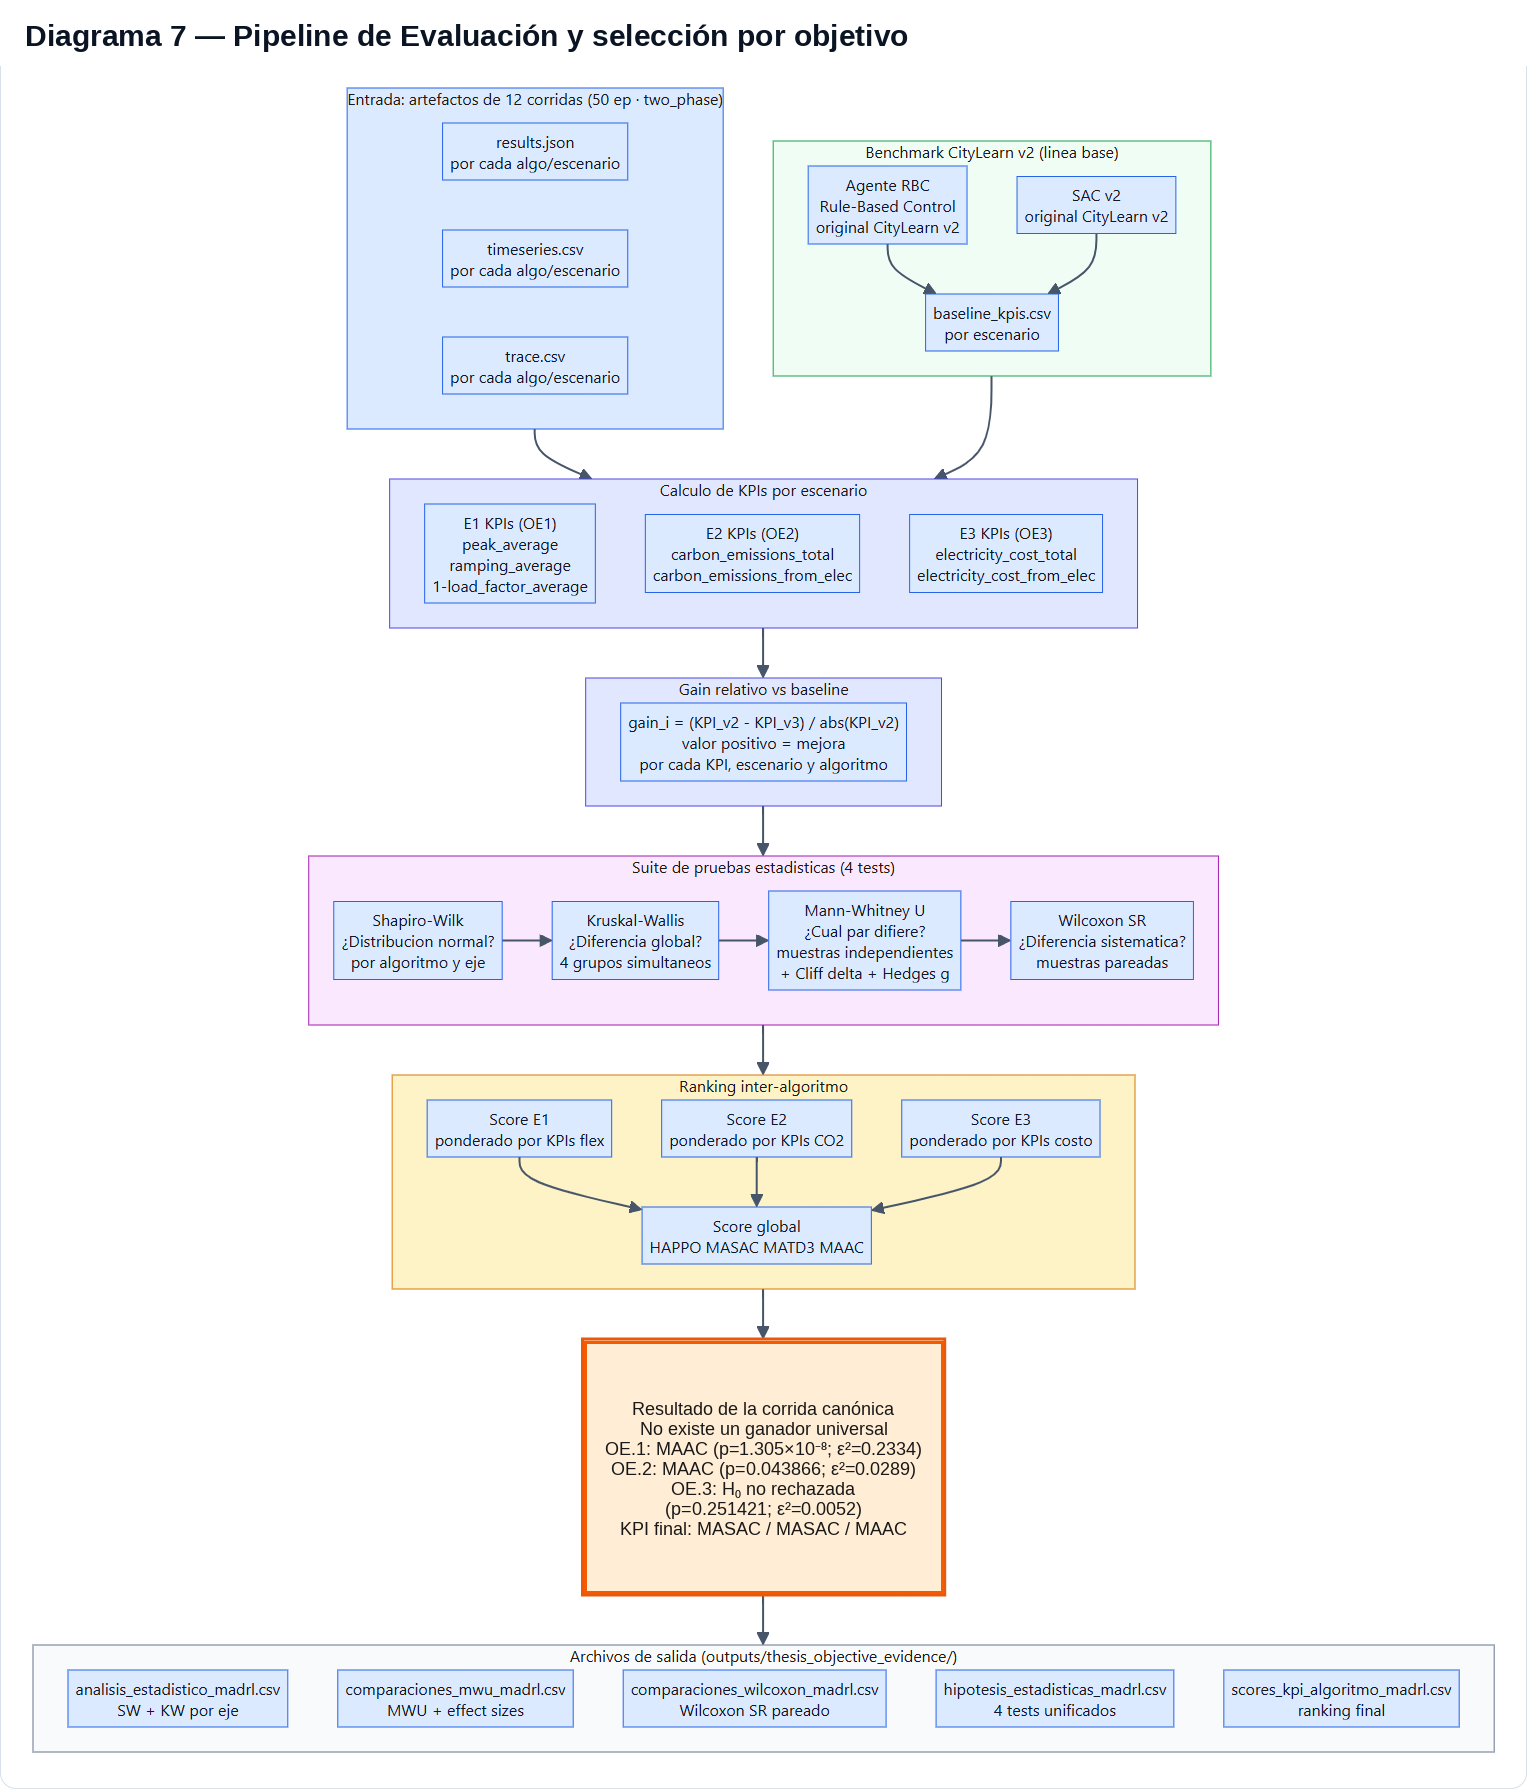 Diagrama 7 — Pipeline de Evaluación y selección por objetivo
Entrada: artefactos de 12 corridas (50 ep · two_phase)
results.json
por cada algo/escenario
timeseries.csv
por cada algo/escenario
trace.csv
por cada algo/escenario
Benchmark CityLearn v2 (linea base)
Agente RBC
Rule-Based Control
original CityLearn v2
SAC v2
original CityLearn v2
baseline_kpis.csv
por escenario
Calculo de KPIs por escenario
E1 KPIs (OE1)
peak_average
ramping_average
1-load_factor_average
E2 KPIs (OE2)
carbon_emissions_total
carbon_emissions_from_elec
E3 KPIs (OE3)
electricity_cost_total
electricity_cost_from_elec
Gain relativo vs baseline
gain_i = (KPI_v2 - KPI_v3) / abs(KPI_v2)
valor positivo = mejora
por cada KPI, escenario y algoritmo
Suite de pruebas estadisticas (4 tests)
Shapiro-Wilk
¿Distribucion normal?
por algoritmo y eje
Kruskal-Wallis
¿Diferencia global?
4 grupos simultaneos
Mann-Whitney U
¿Cual par difiere?
muestras independientes
+ Cliff delta + Hedges g
Wilcoxon SR
¿Diferencia sistematica?
muestras pareadas
Ranking inter-algoritmo
Score E1
ponderado por KPIs flex
Score E2
ponderado por KPIs CO2
Score E3
ponderado por KPIs costo
Score global
HAPPO MASAC MATD3 MAAC
Resultado de la corrida canónica
No existe un ganador universal
OE.1: MAAC (p=1.305×10⁻⁸; ε²=0.2334)
OE.2: MAAC (p=0.043866; ε²=0.0289)
OE.3: H₀ no rechazada
(p=0.251421; ε²=0.0052)
KPI final: MASAC / MASAC / MAAC
Archivos de salida (outputs/thesis_objective_evidence/)
analisis_estadistico_madrl.csv
SW + KW por eje
comparaciones_mwu_madrl.csv
MWU + effect sizes
comparaciones_wilcoxon_madrl.csv
Wilcoxon SR pareado
hipotesis_estadisticas_madrl.csv
4 tests unificados
scores_kpi_algoritmo_madrl.csv
ranking final